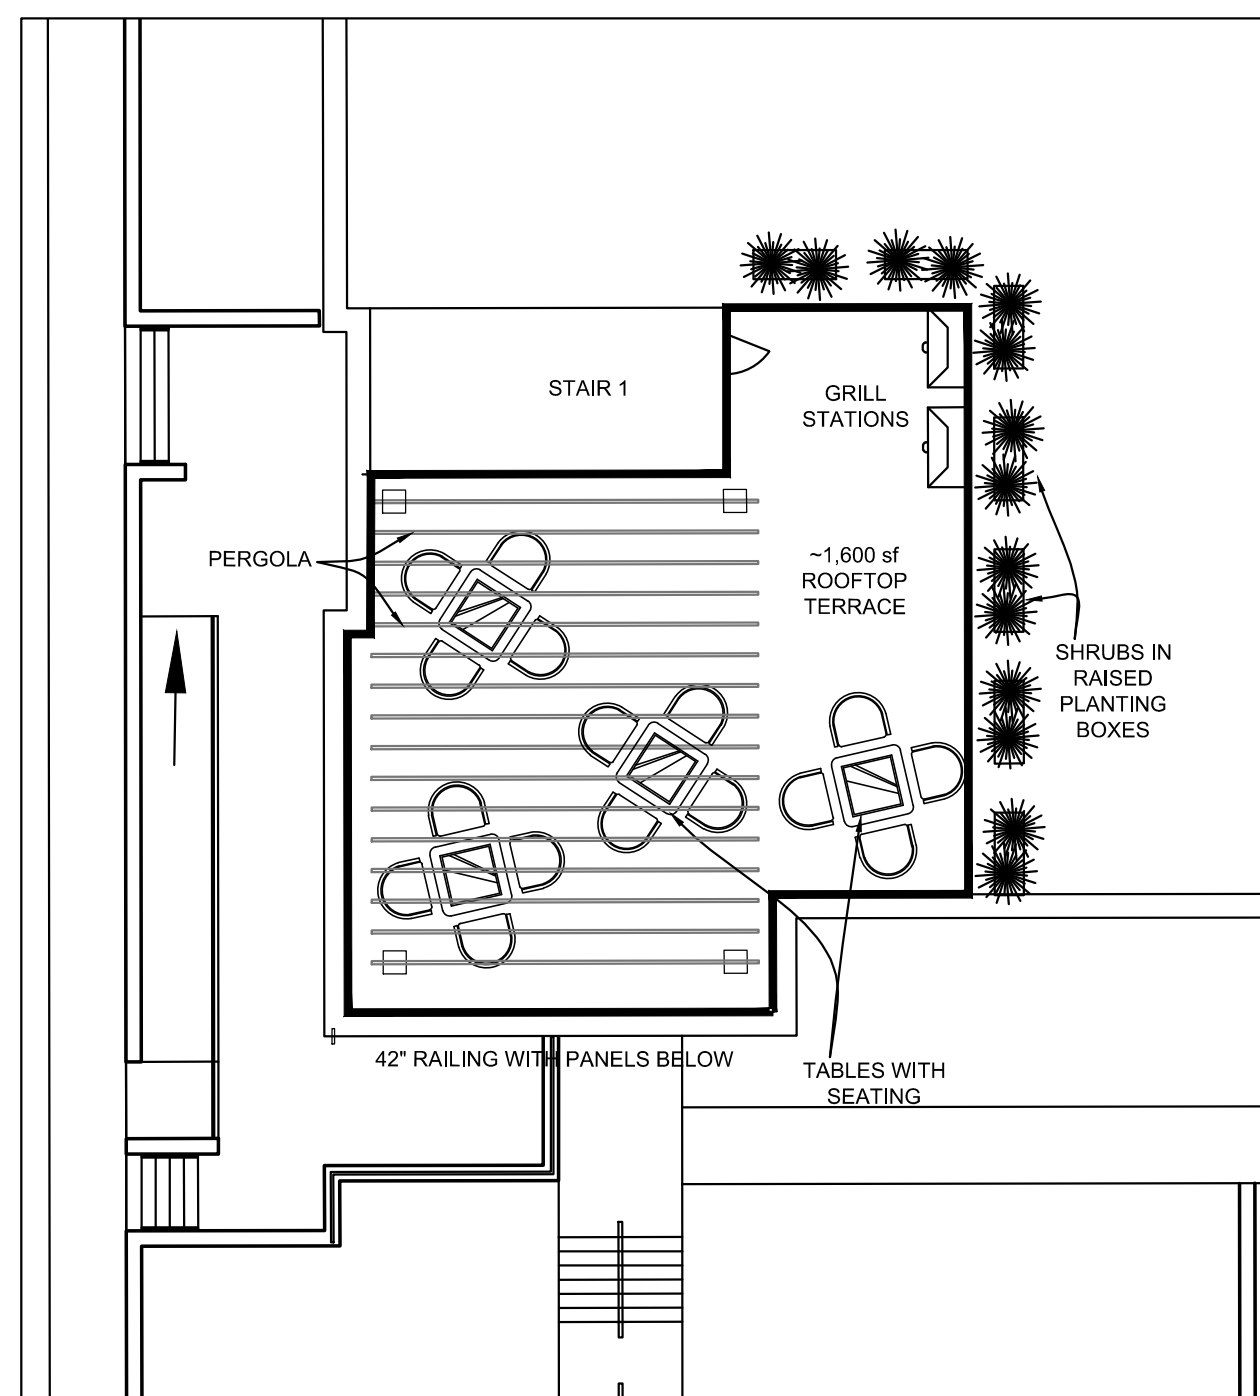 STAIR 1
GRILL
STATIONS
PERGOLA
~1,600 sf
ROOFTOP
TERRACE
SHRUBS IN
RAISED
PLANTING
BOXES
42" RAILING WITH PANELS BELOW
TABLES WITH
SEATING